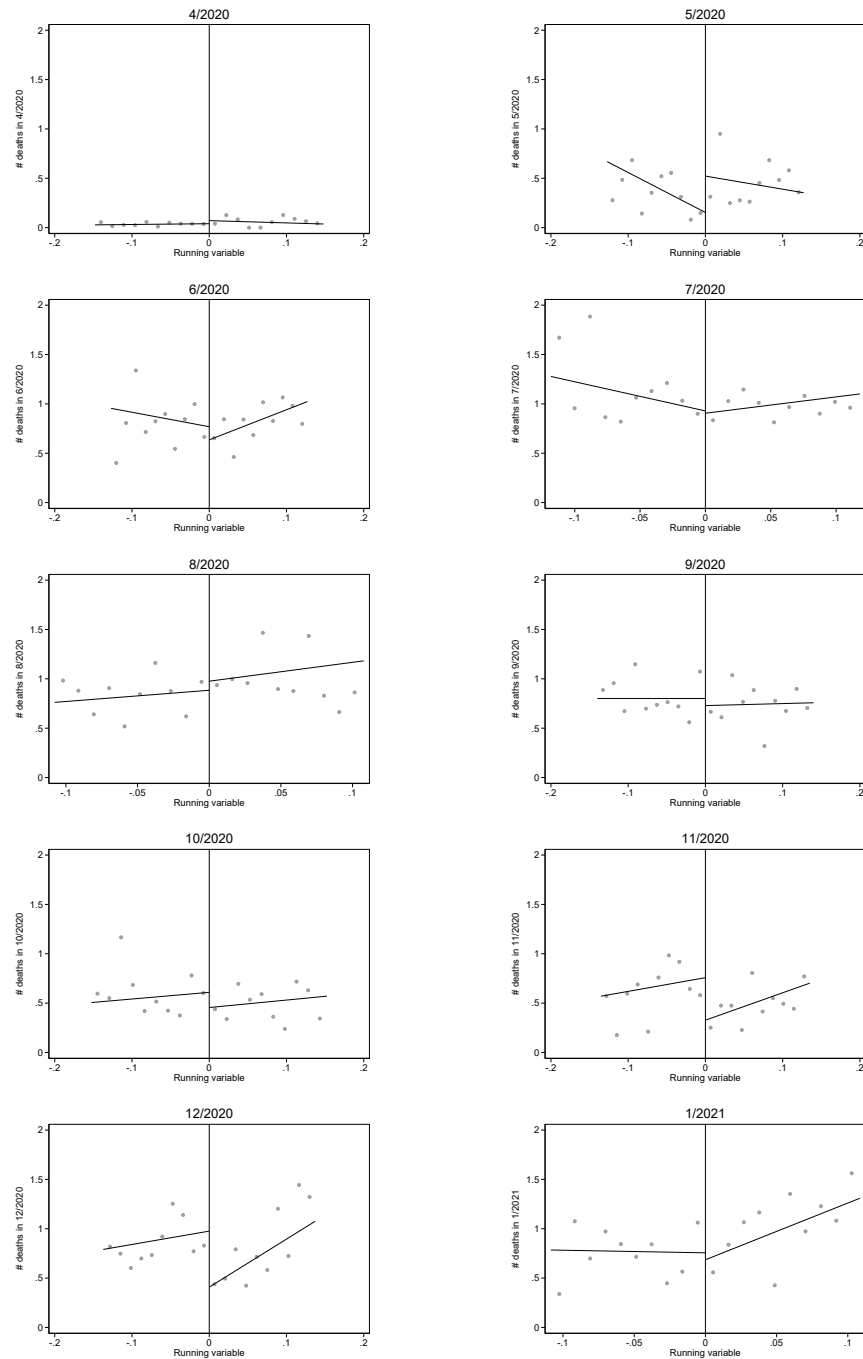 4/2020
# deaths in 4/2020
2
1.5
1
.5
0
-.2 -.1 0 .1 .2
Running variable
5/2020
# deaths in 5/2020
2
1.5
1
.5
0
-.2 -.1 0 .1 .2
Running variable
6/2020
# deaths in 6/2020
2
1.5
1
.5
0
-.2 -.1 0 .1 .2
Running variable
7/2020
# deaths in 7/2020
2
1.5
1
.5
0
-.1 -.05 0 .05 .1
Running variable
8/2020
# deaths in 8/2020
2
1.5
1
.5
0
-.1 -.05 0 .05 .1
Running variable
9/2020
# deaths in 9/2020
2
1.5
1
.5
0
-.2 -.1 0 .1 .2
Running variable
10/2020
# deaths in 10/2020
2
1.5
1
.5
0
-.2 -.1 0 .1 .2
Running variable
11/2020
# deaths in 11/2020
2
1.5
1
.5
0
-.2 -.1 0 .1 .2
Running variable
12/2020
# deaths in 12/2020
2
1.5
1
.5
0
-.2 -.1 0 .1 .2
Running variable
1/2021
# deaths in 1/2021
2
1.5
1
.5
0
-.1 -.05 0 .05 .1
Running variable